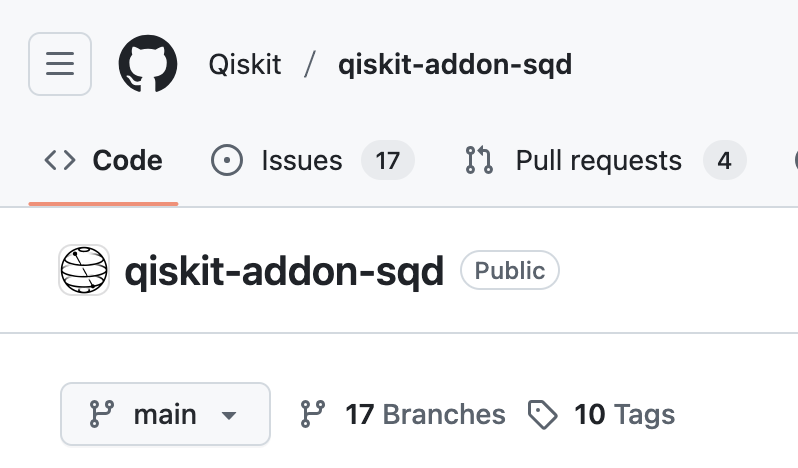 Qiskit / qiskit-addon-sqd
Code Issues 17 Pull requests 4
qiskit-addon-sqd Public
main 17 Branches 10 Tags